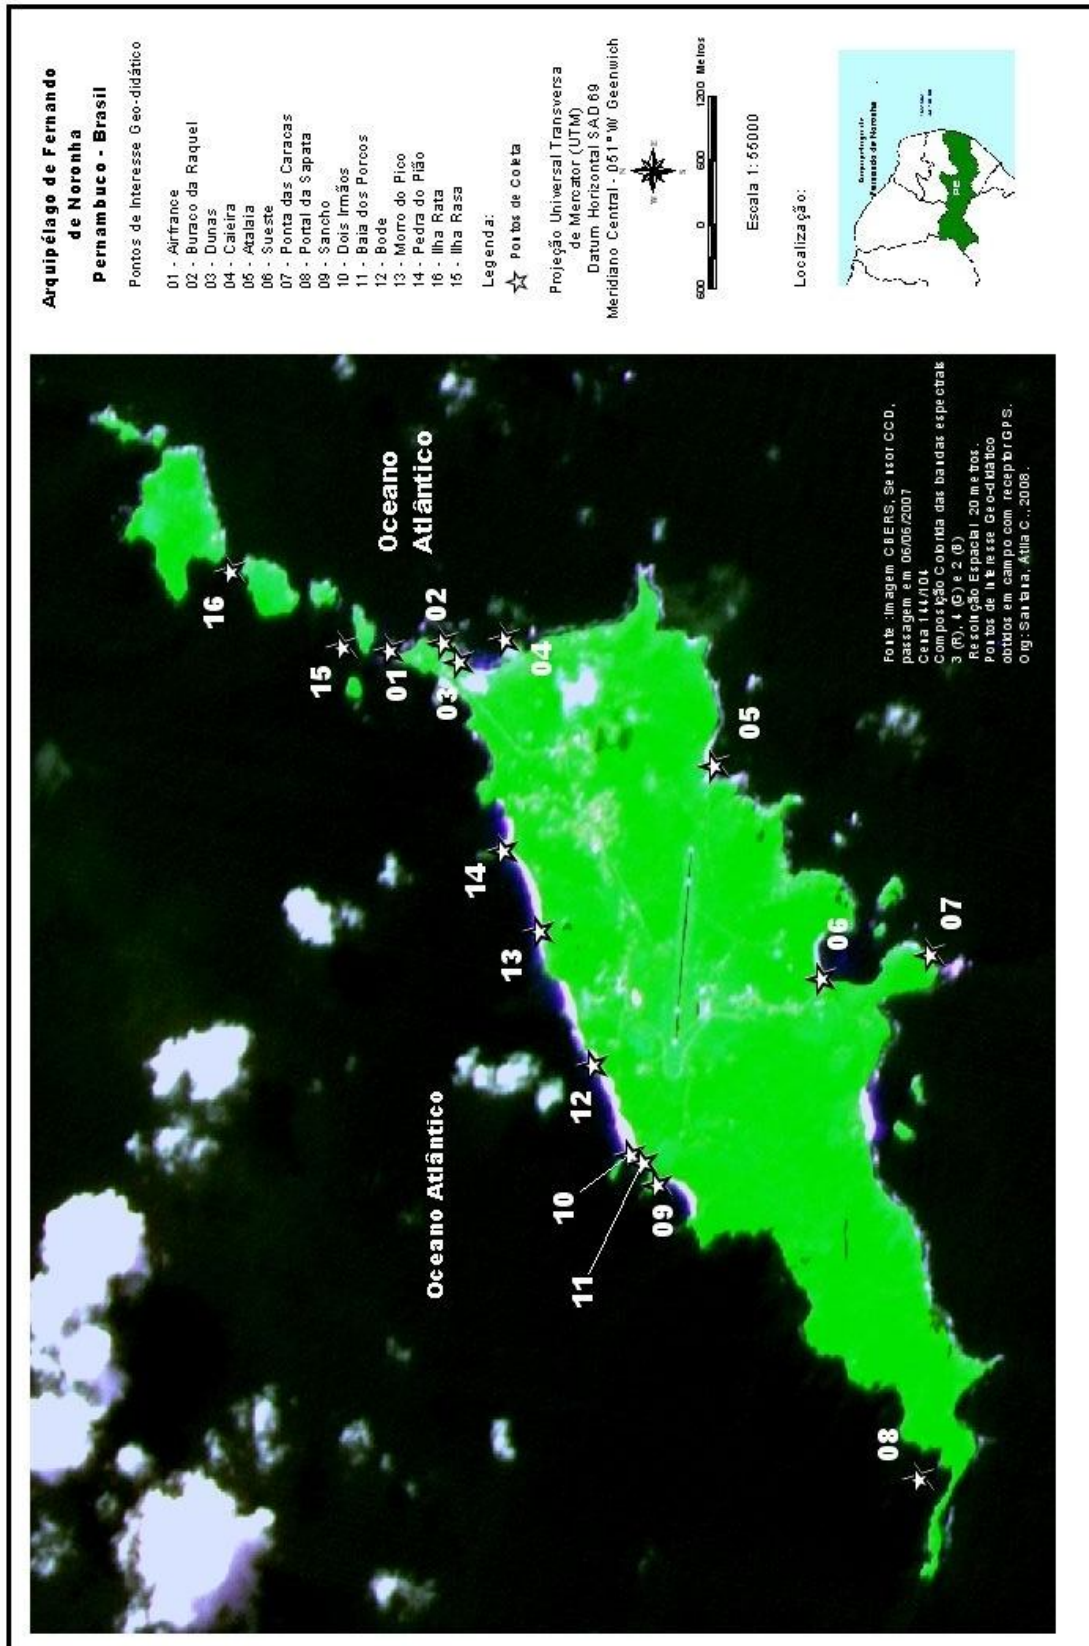 Arquipélago de Fernando
de Noronha
Pernambuco - Brasil
Pontos de Interesse Geo-didático
01 - Airfrance
02 - Buraco da Raquel
03 - Dunas
04 - Caieira
05 - Atalaia
06 - Sueste
07 - Ponta das Caracas
08 - Portal da Sapata
09 - Sancho
10 - Dois Irmãos
11 - Baia dos Porcos
12 - Bode
13 - Morro do Pico
14 - Pedra do Pião
16 - Ilha Rata
15 - Ilha Rasa
Legenda:
Pontos de Coleta
Projeção Universal Transversa
de Mercator (UTM)
Datum Horizontal SAD 69
Meridiano Central - 051° W Geenwich
N
W
E
S
600 0 600 1200 Metros
Escala 1:55000
Localização:
Arquipélago de
Fernando de Noronha
PE
Oceano Atlântico
Oceano
Atlântico
01
02
03
04
05
06
07
08
09
10
11
12
13
14
15
16
Fonte: Imagem CBERS, Sensor CCD,
passagem em 06/06/2007
Cena 144/104
Composição Colorida das bandas espectrais
3 (R), 4 (G) e 2 (B)
Resolução Espacial 20 metros.
Pontos de Interesse Geo-didático
obtidos em campo com receptor GPS.
Org: Santana, Atila C., 2008.